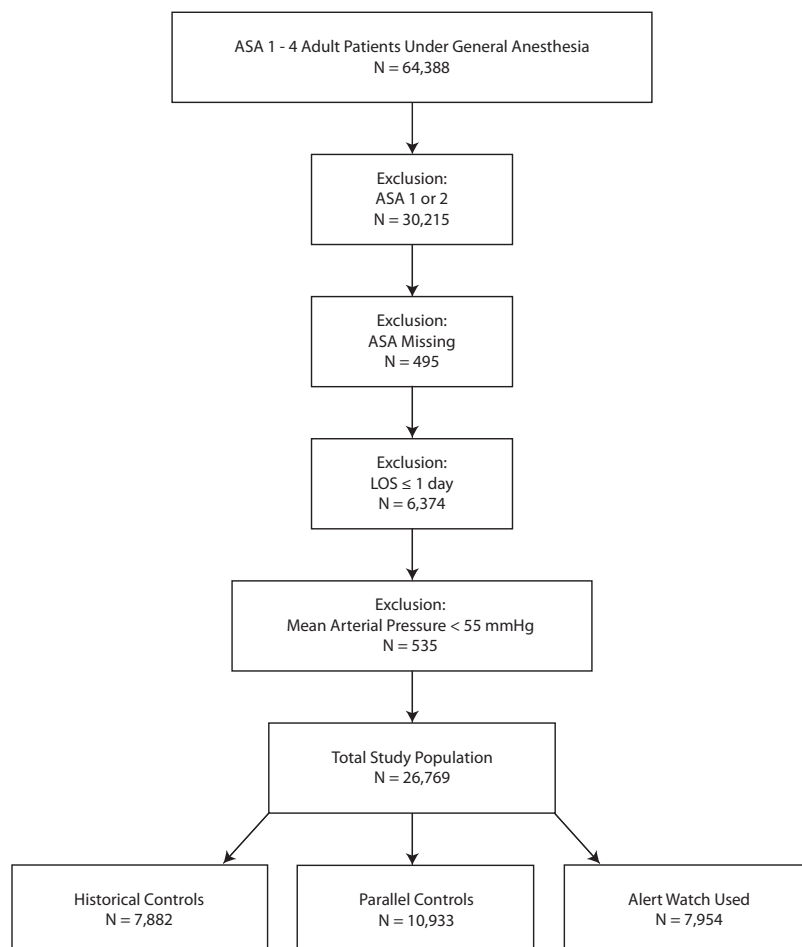 ASA 1 - 4 Adult Patients Under General Anesthesia
N = 64,388
Exclusion:
ASA 1 or 2
N = 30,215
Exclusion:
ASA Missing
N = 495
Exclusion:
LOS ≤ 1 day
N = 6,374
Exclusion:
Mean Arterial Pressure < 55 mmHg
N = 535
Total Study Population
N = 26,769
Historical Controls
N = 7,882
Parallel Controls
N = 10,933
Alert Watch Used
N = 7,954